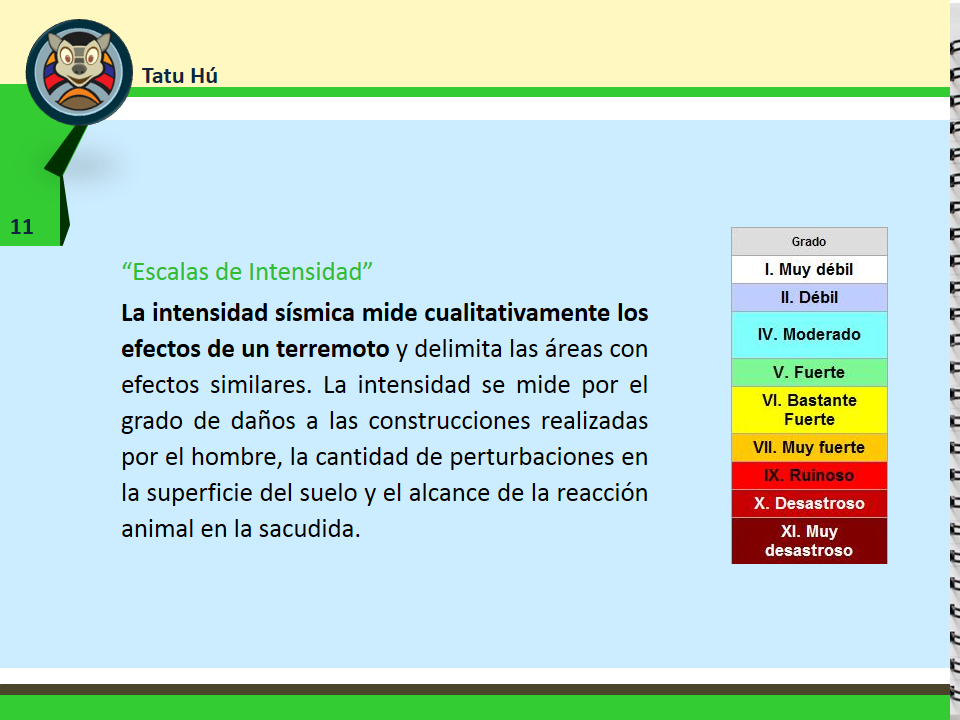 Tatu Hú
11
“Escalas de Intensidad”
La intensidad sísmica mide cualitativamente los
efectos de un terremoto y delimita las áreas con
efectos similares. La intensidad se mide por el
grado de daños a las construcciones realizadas
por el hombre, la cantidad de perturbaciones en
la superficie del suelo y el alcance de la reacción
animal en la sacudida.
Grado
I. Muy débil
II. Débil
IV. Moderado
V. Fuerte
VI. Bastante
Fuerte
VII. Muy fuerte
IX. Ruinoso
X. Desastroso
XI. Muy
desastroso